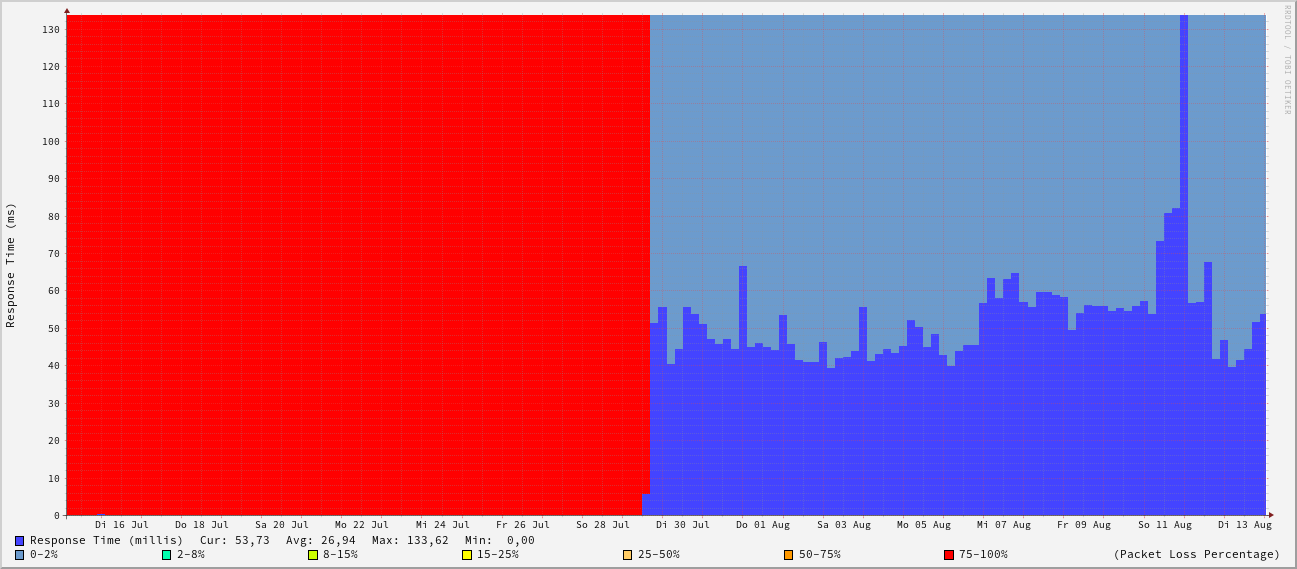 RRDTOOL / TOBI OETIKER
Response Time (ms)
130
120
110
100
90
80
70
60
50
40
30
20
10
0
Di 16 Jul Do 18 Jul Sa 20 Jul Mo 22 Jul Mi 24 Jul Fr 26 Jul So 28 Jul Di 30 Jul Do 01 Aug Sa 03 Aug Mo 05 Aug Mi 07 Aug Fr 09 Aug So 11 Aug Di 13 Aug
Response Time (millis) Cur: 53,73 Avg: 26,94 Max: 133,62 Min: 0,00
0-2% 2-8% 8-15% 15-25% 25-50% 50-75% 75-100% (Packet Loss Percentage)